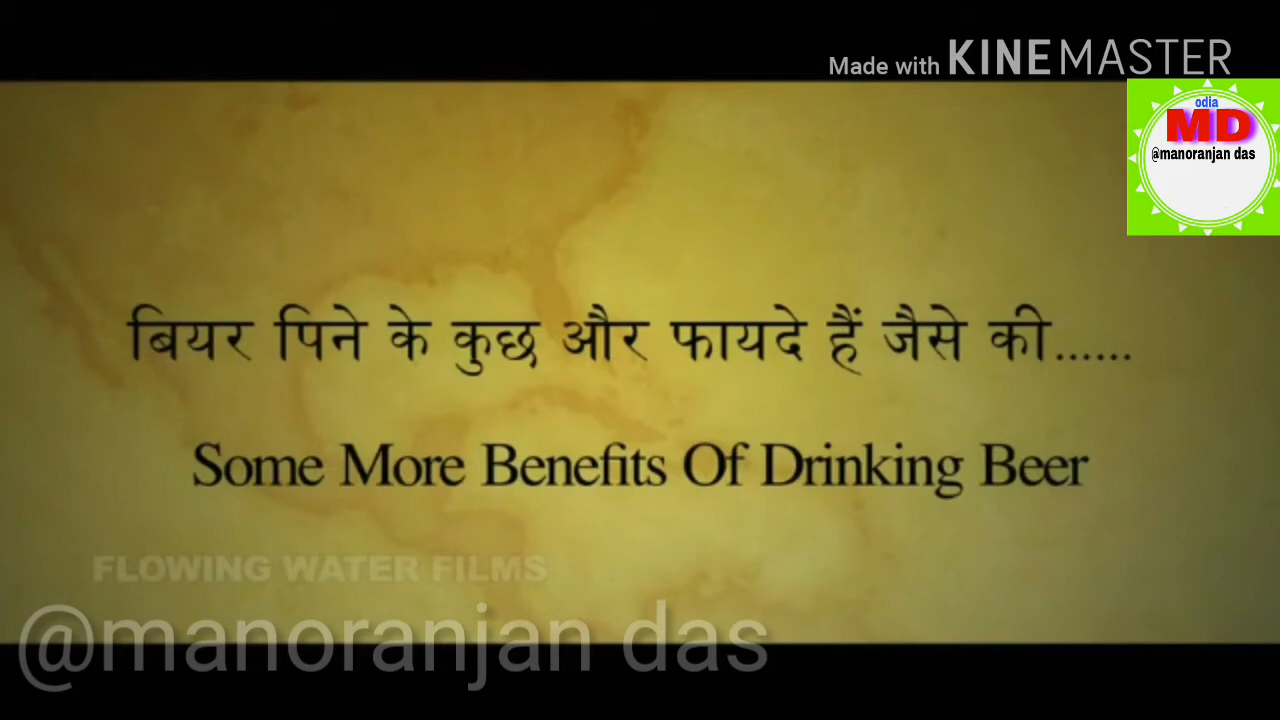 Made with KINEMASTER
odia
MD
@manoranjan das
बियर पिने के कुछ और फायदे हैं जैसे की......
Some More Benefits Of Drinking Beer
FLOWING WATER FILMS
@manoranjan das